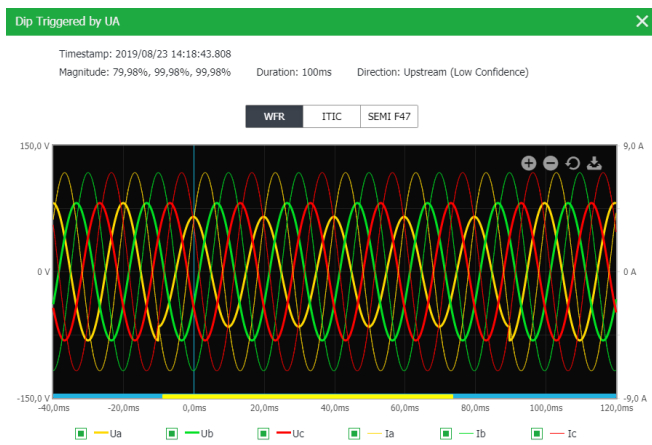 Dip Triggered by UA
Timestamp: 2019/08/23 14:18:43.808
Magnitude: 79,98%, 99,98%, 99,98% Duration: 100ms Direction: Upstream (Low Confidence)
WFR ITIC SEMI F47
150,0 V 9,0 A
0 V 0 A
-150,0 V -9,0 A
-40,0ms -20,0ms 0,0ms 20,0ms 40,0ms 60,0ms 80,0ms 100,0ms 120,0ms
Ua Ub Uc Ia Ib Ic